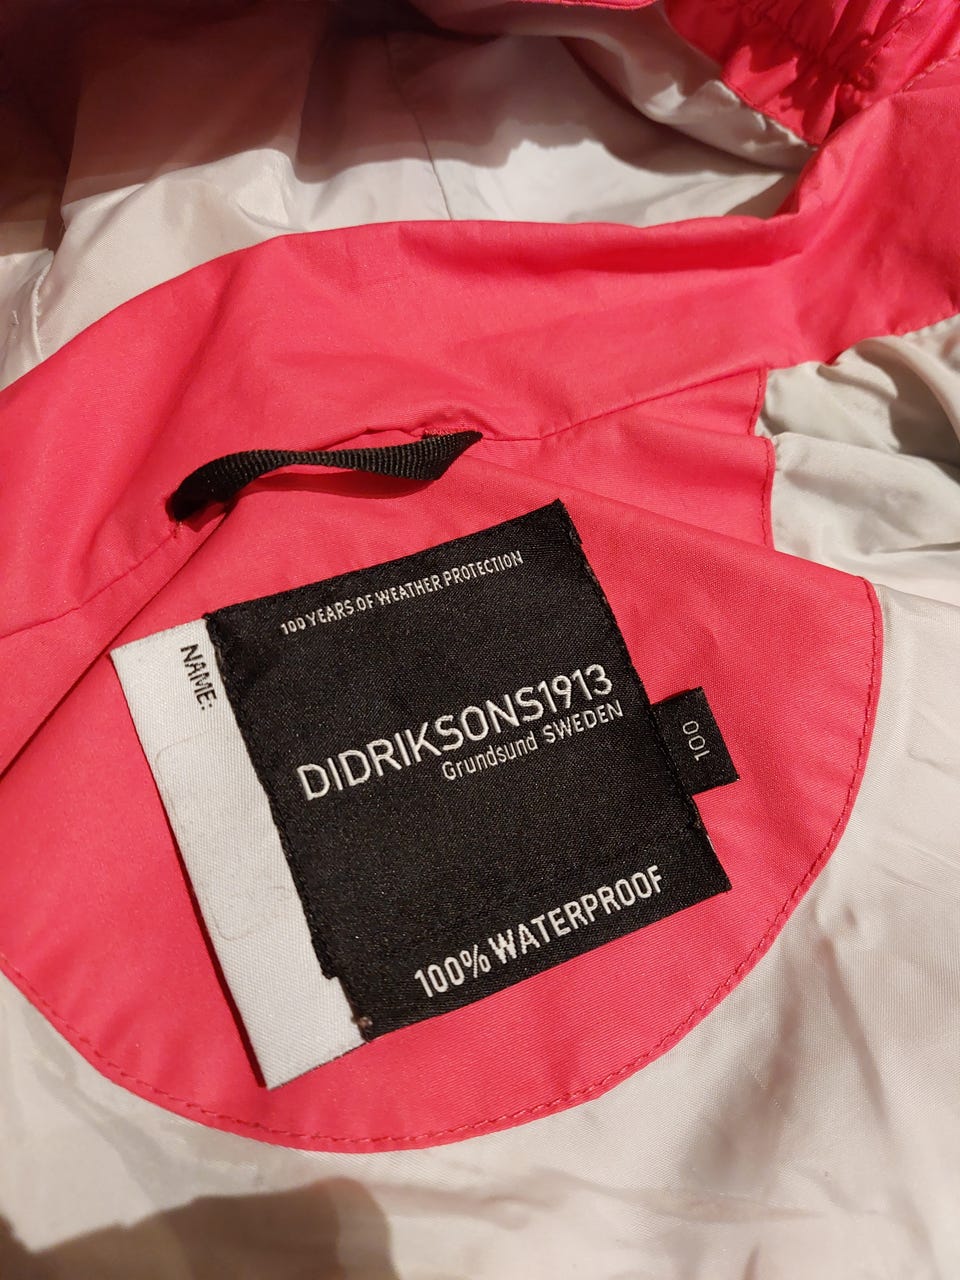 100 YEARS OF WEATHER PROTECTION
NAME:
DIDRIKSONS1913
Grundsund SWEDEN
100
100% WATERPROOF